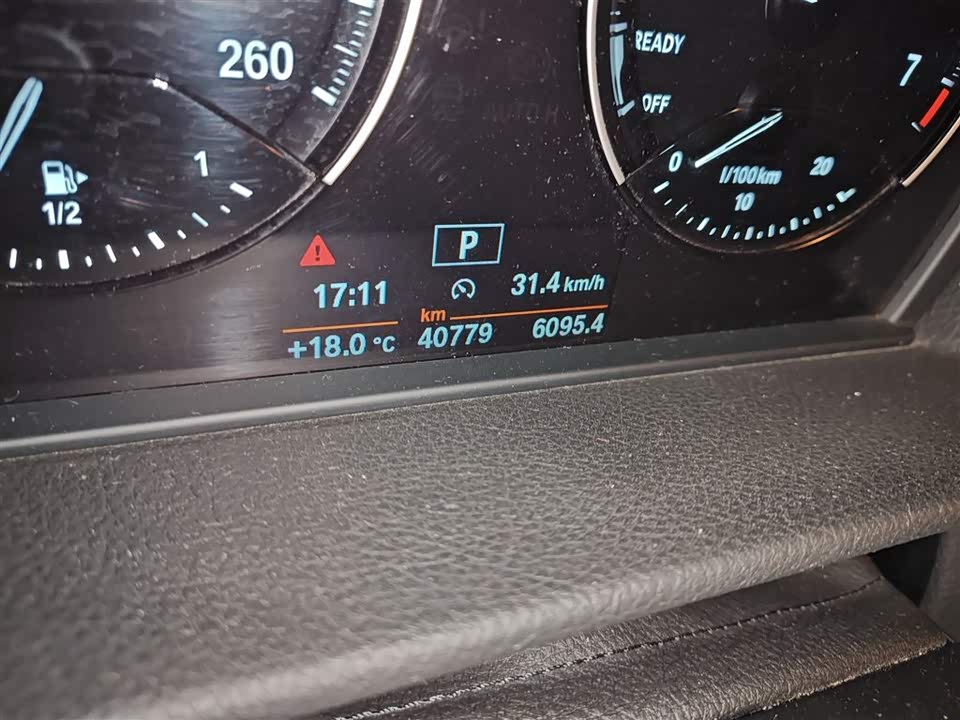 260
1
1/2
READY
OFF
7
0
l/100km
20
10
P
17:11
31.4 km/h
km
+18.0 °C
40779
6095.4